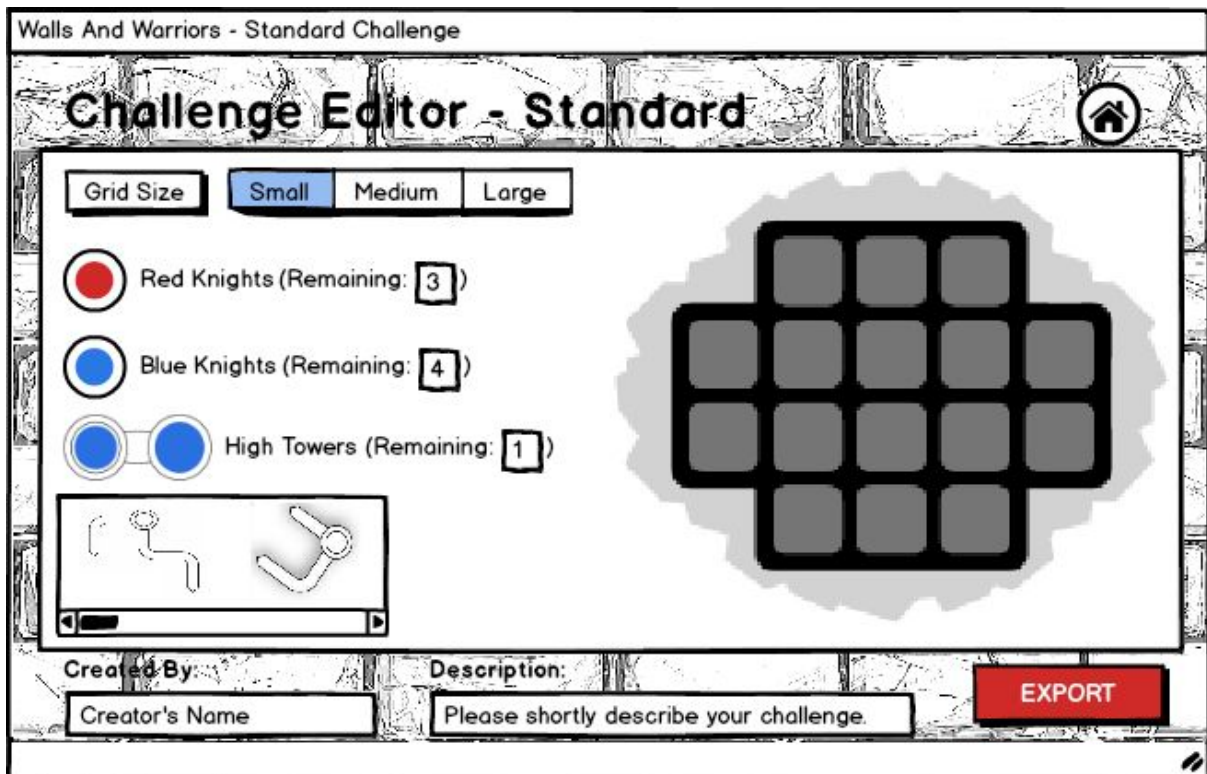 Walls And Warriors - Standard Challenge
Challenge Editor - Standard
Grid Size Small Medium Large
Red Knights (Remaining: 3)
Blue Knights (Remaining: 4)
High Towers (Remaining: 1)
Created By: Description:
Creator's Name Please shortly describe your challenge.
EXPORT